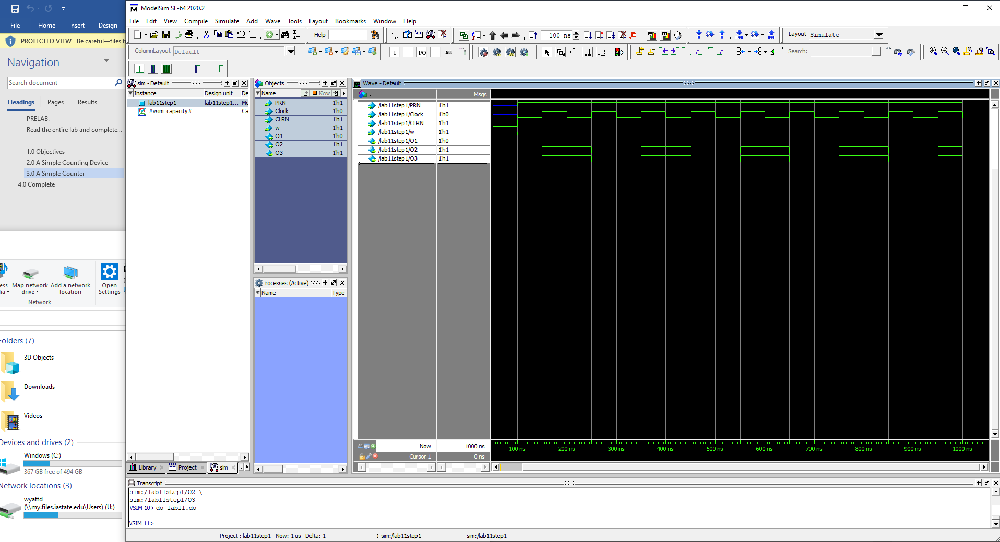 ModelSim SE-64 2020.2
File Home Insert Design
File Edit View Compile Simulate Add Wave Tools Layout Bookmarks Window Help
PROTECTED VIEW Be careful—files f
Help
100 ns
Layout Simulate
ColumnLayout Default
ALL
Search:
Navigation
Search document
Headings Pages Results
PRELAB!
Read the entire lab and complete...
1.0 Objectives
2.0 A Simple Counting Device
3.0 A Simple Counter
4.0 Complete
ess
ia
Map network drive
Add a network location
Open Settings
Network
Folders (7)
3D Objects
Downloads
Videos
Devices and drives (2)
Windows (C:)
367 GB free of 494 GB
Network locations (3)
wyattd
(\\my.files.iastate.edu\Users) (U:)
sim - Default
Instance Design unit De
lab11step1 lab11step1... Mo
#vsim_capacity# Ca
Library Project sim
Objects
Name Now
PRN 1'h1
Clock 1'h0
CLRN 1'h1
w 1'h1
O1 1'h0
O2 1'h1
O3 1'h1
rocesses (Active)
Name Type
Wave - Default
Msgs
/lab11step1/PRN 1'h1
/lab11step1/Clock 1'h0
/lab11step1/CLRN 1'h1
/lab11step1/w 1'h1
/lab11step1/O1 1'h0
/lab11step1/O2 1'h1
/lab11step1/O3 1'h1
Now 1000 ns
Cursor 1 0 ns
100 ns 200 ns 300 ns 400 ns 500 ns 600 ns 700 ns 800 ns 900 ns 1000 ns
Transcript
sim:/lab11step1/O2 \
sim:/lab11step1/O3
VSIM 10> do lab11.do
VSIM 11>
Project : lab11step1 Now: 1 us Delta: 1 sim:/lab11step1 sim:/lab11step1